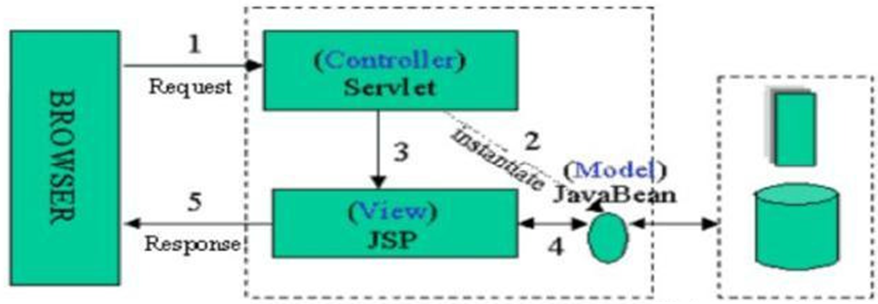 BROWSER
1
Request
(Controller)
Servlet
2
instantiate
3
(Model)
JavaBean
(View)
JSP
4
5
Response